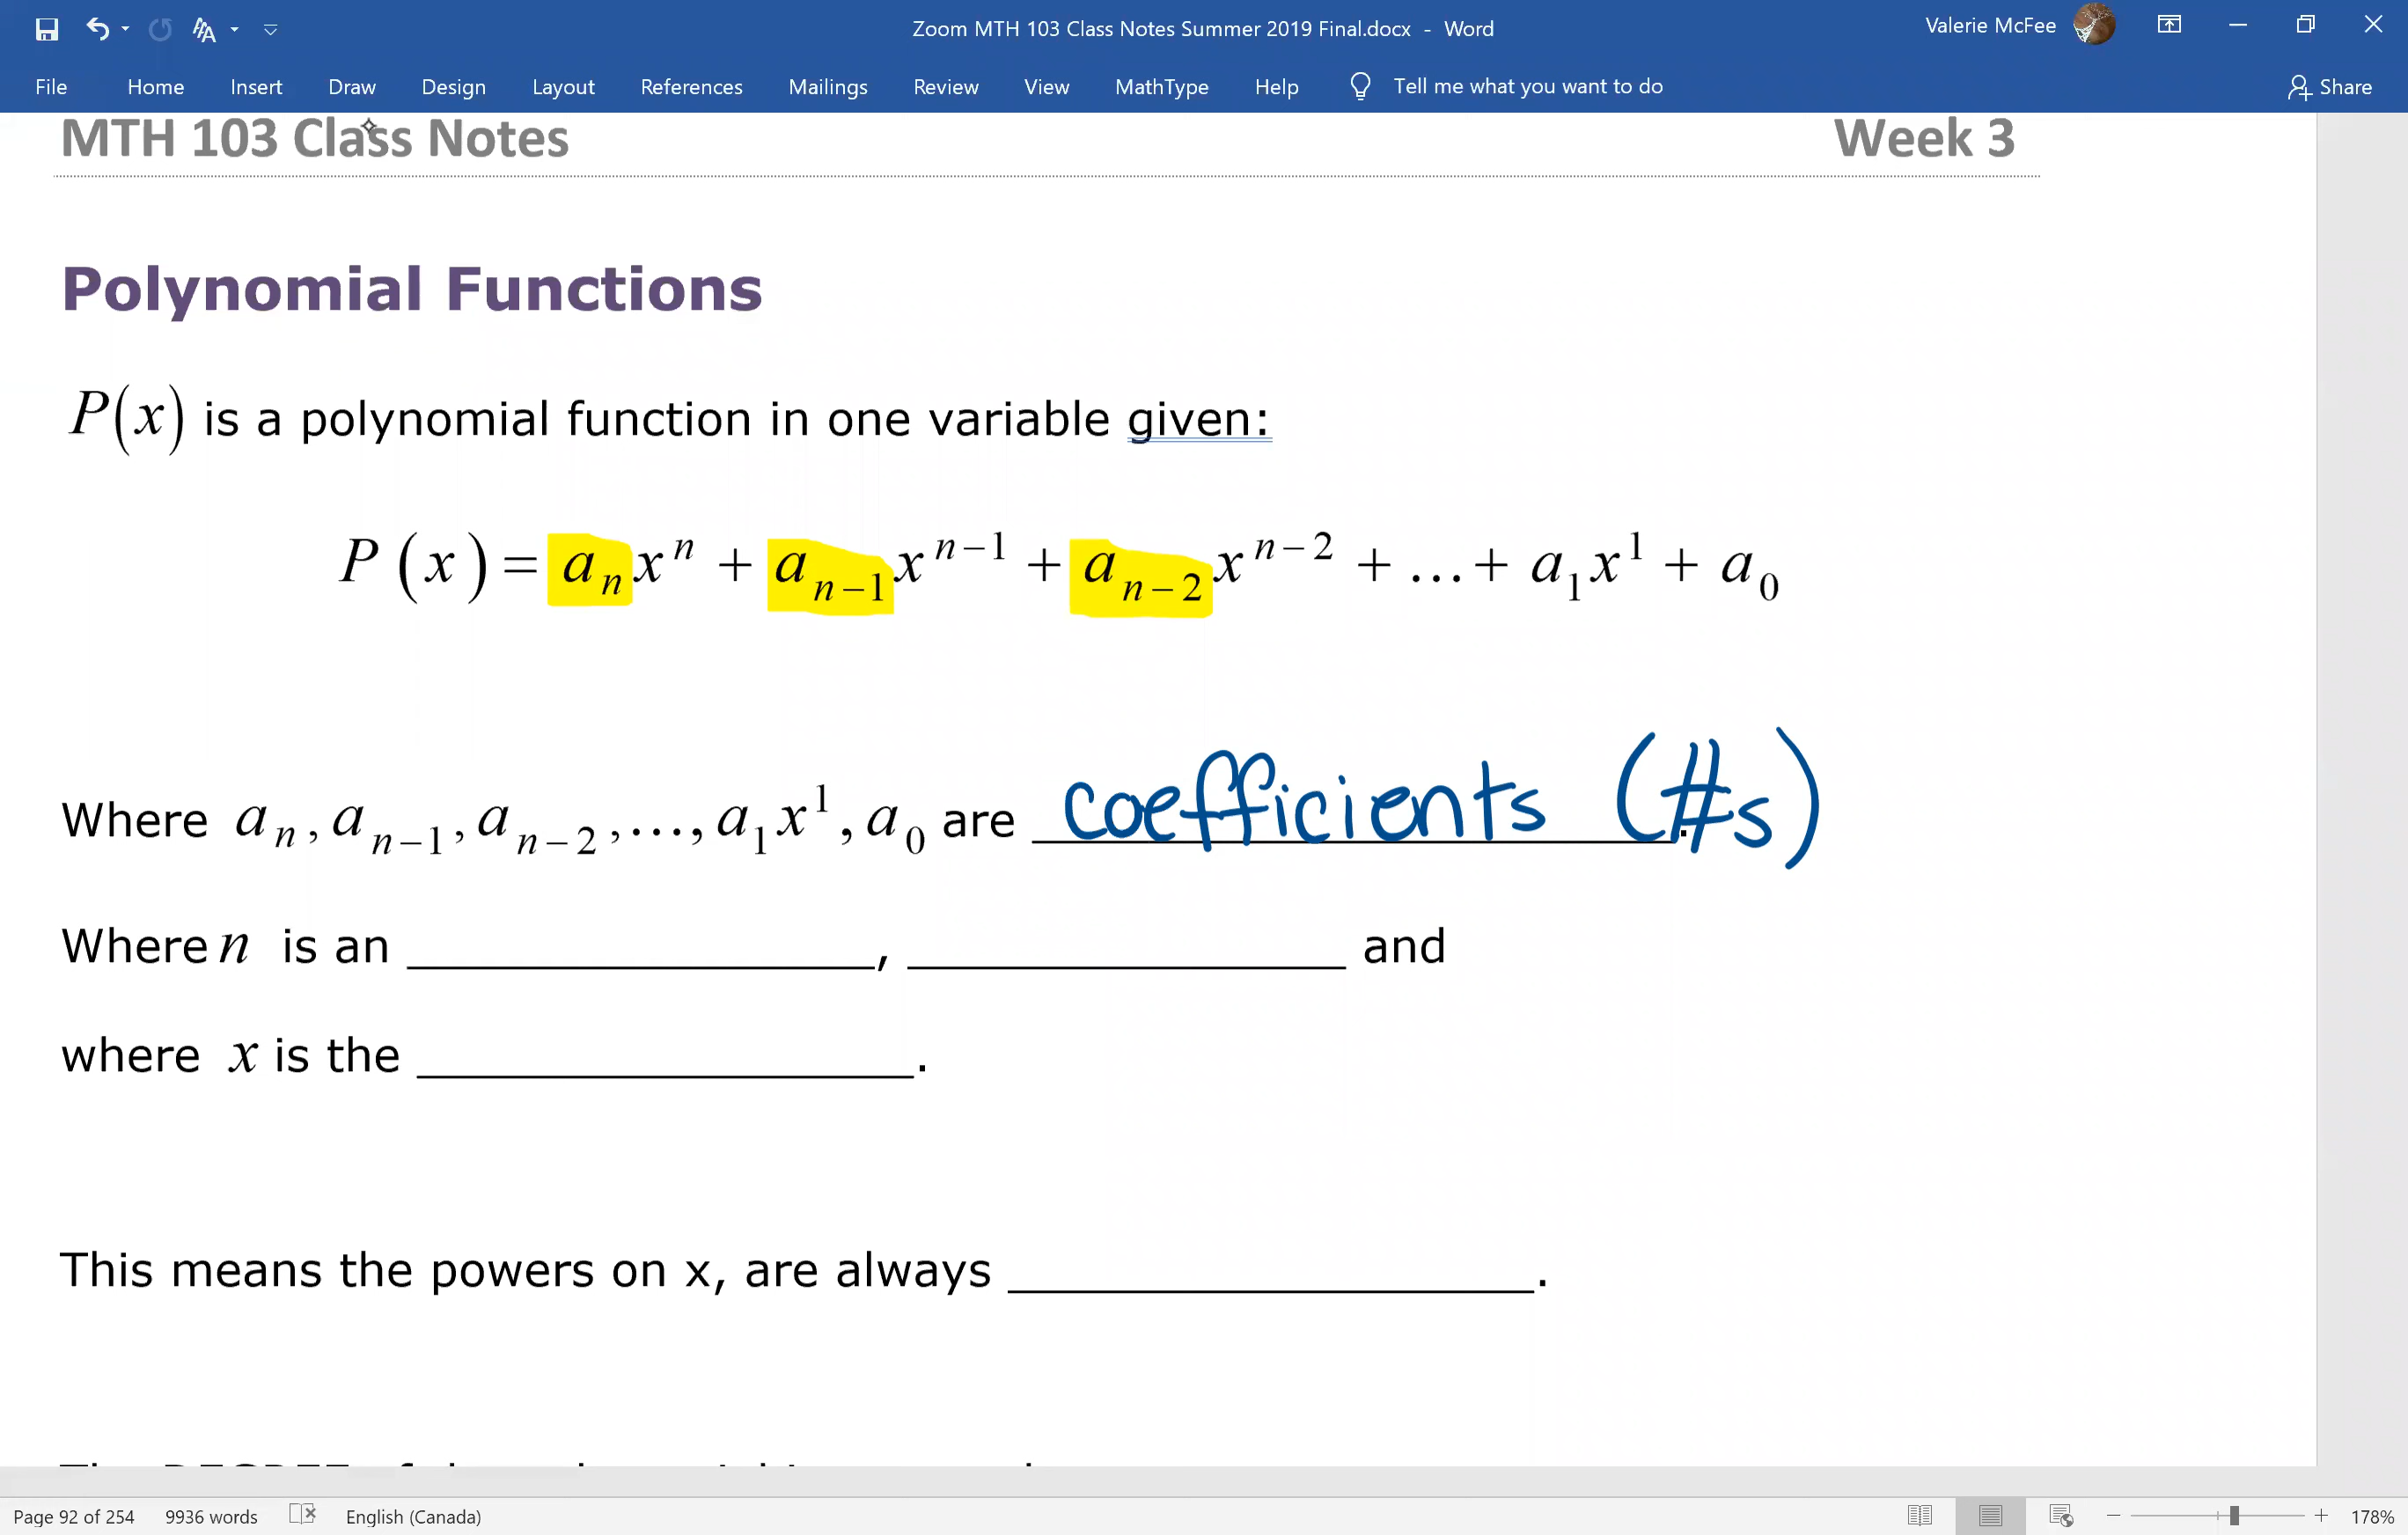 Zoom MTH 103 Class Notes Summer 2019 Final.docx - Word
Valerie McFee
File Home Insert Draw Design Layout References Mailings Review View MathType Help Tell me what you want to do Share
MTH 103 Class Notes Week 3
Polynomial Functions
P(x) is a polynomial function in one variable given:
P(x) = aₙxⁿ + aₙ₋₁xⁿ⁻¹ + aₙ₋₂xⁿ⁻² + ...+ a₁x¹ + a₀
Where aₙ, aₙ₋₁, aₙ₋₂, ..., a₁x¹, a₀ are coefficients (#s).
Where n is an ____________, ____________ and
where x is the ____________.
This means the powers on x, are always ____________.
Page 92 of 254 9936 words English (Canada) 178%